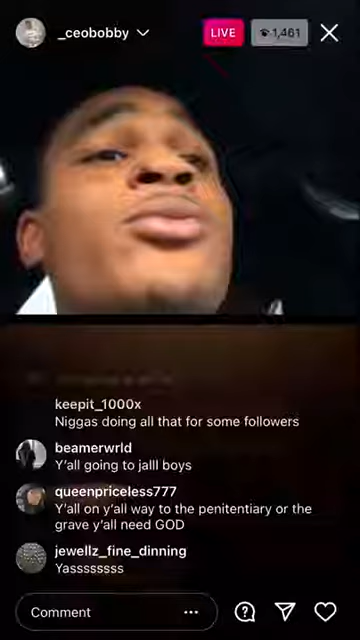 _ceobobby
LIVE
1,461
keepit_1000x
Niggas doing all that for some followers
beamerwrld
Y'all going to jalll boys
queenpriceless777
Y'all on y'all way to the penitentiary or the
grave y'all need GOD
jewellz_fine_dinning
Yassssssss
Comment